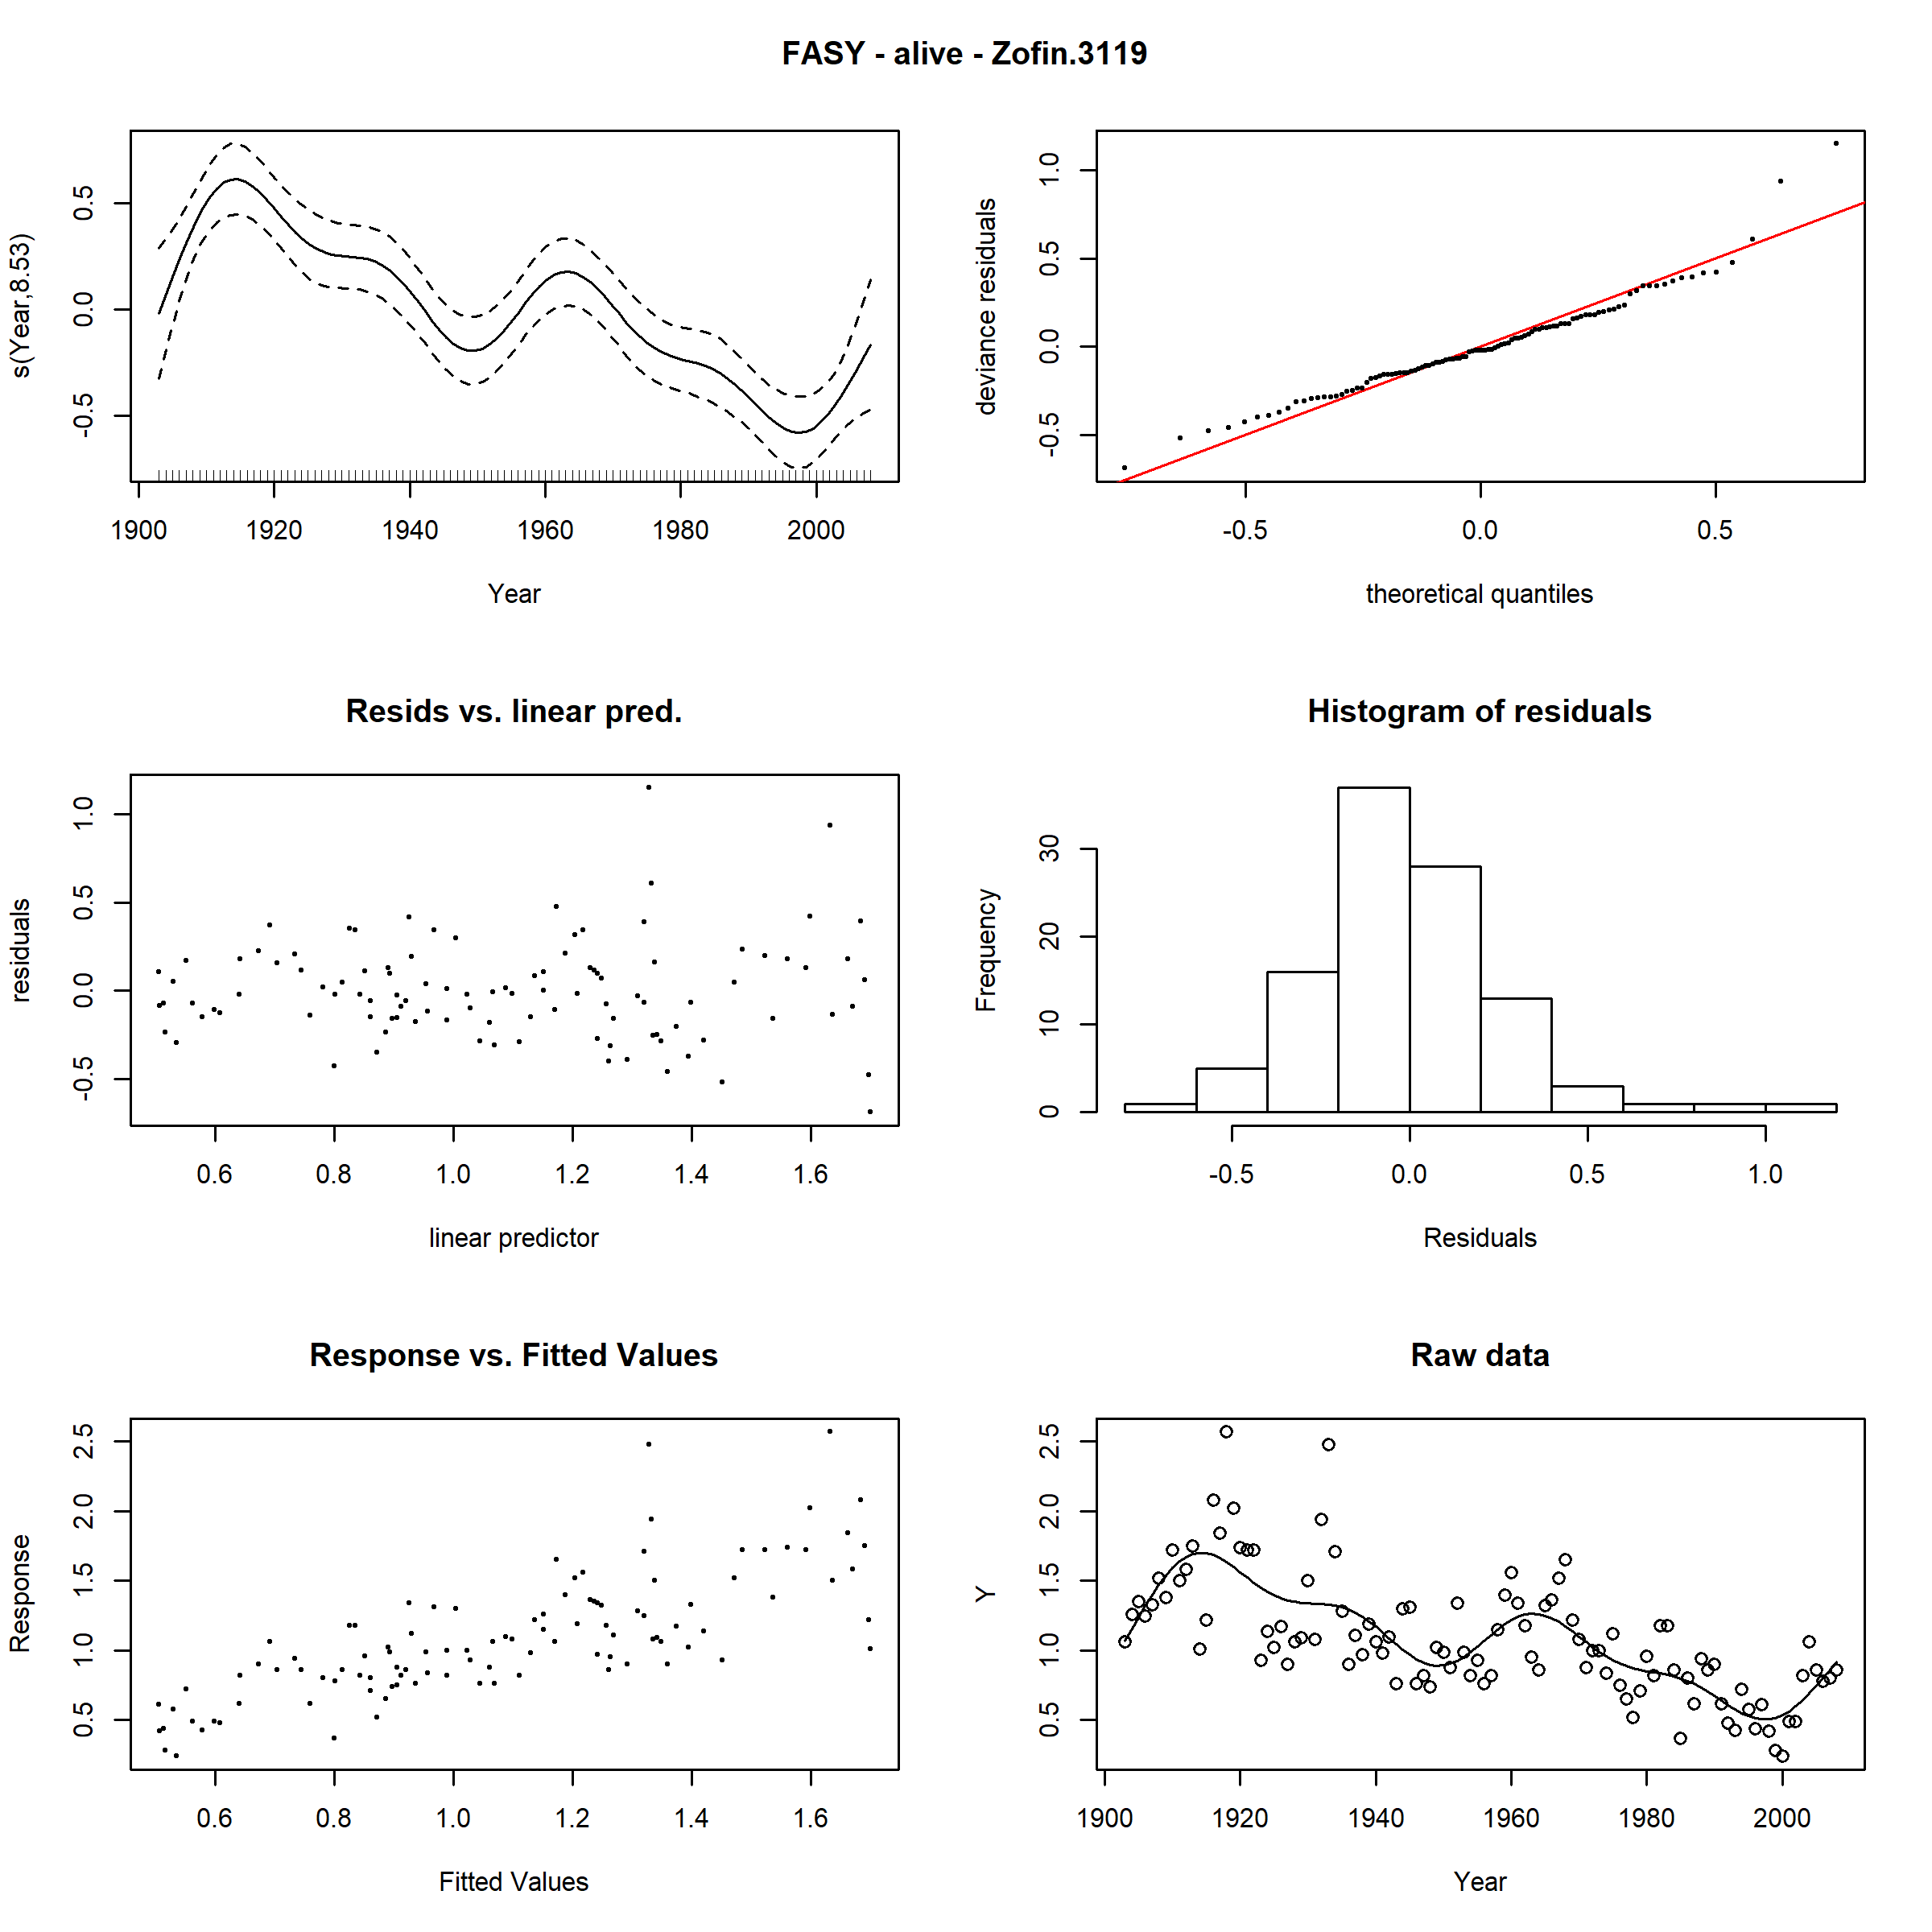 FASY - alive - Zofin.3119
s(Year,8.53)
0.5
0.0
-0.5
1900 1920 1940 1960 1980 2000
Year
deviance residuals
1.0
0.5
0.0
-0.5
-0.5 0.0 0.5
theoretical quantiles
Resids vs. linear pred.
residuals
1.0
0.5
0.0
-0.5
0.6 0.8 1.0 1.2 1.4 1.6
linear predictor
Histogram of residuals
Frequency
30
20
10
0
-0.5 0.0 0.5 1.0
Residuals
Response vs. Fitted Values
Response
2.5
2.0
1.5
1.0
0.5
0.6 0.8 1.0 1.2 1.4 1.6
Fitted Values
Raw data
Y
2.5
2.0
1.5
1.0
0.5
1900 1920 1940 1960 1980 2000
Year